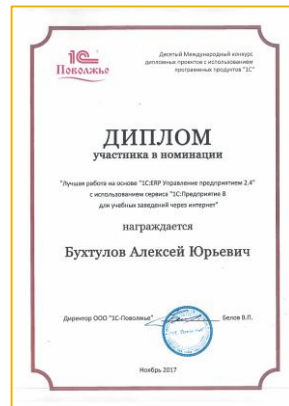 1С
Поволжье
Десятый Международный конкурс
дипломных проектов с использованием
программных продуктов "1С"
ДИПЛОМ
участника в номинации
"Лучшая работа на основе "1С:ERP Управление предприятием 2.4"
с использованием сервиса "1С:Предприятие 8
для учебных заведений через интернет"
награждается
Бухтулов Алексей Юрьевич
Директор ООО "1С-Поволжье"
Белов В.П.
Ноябрь 2017